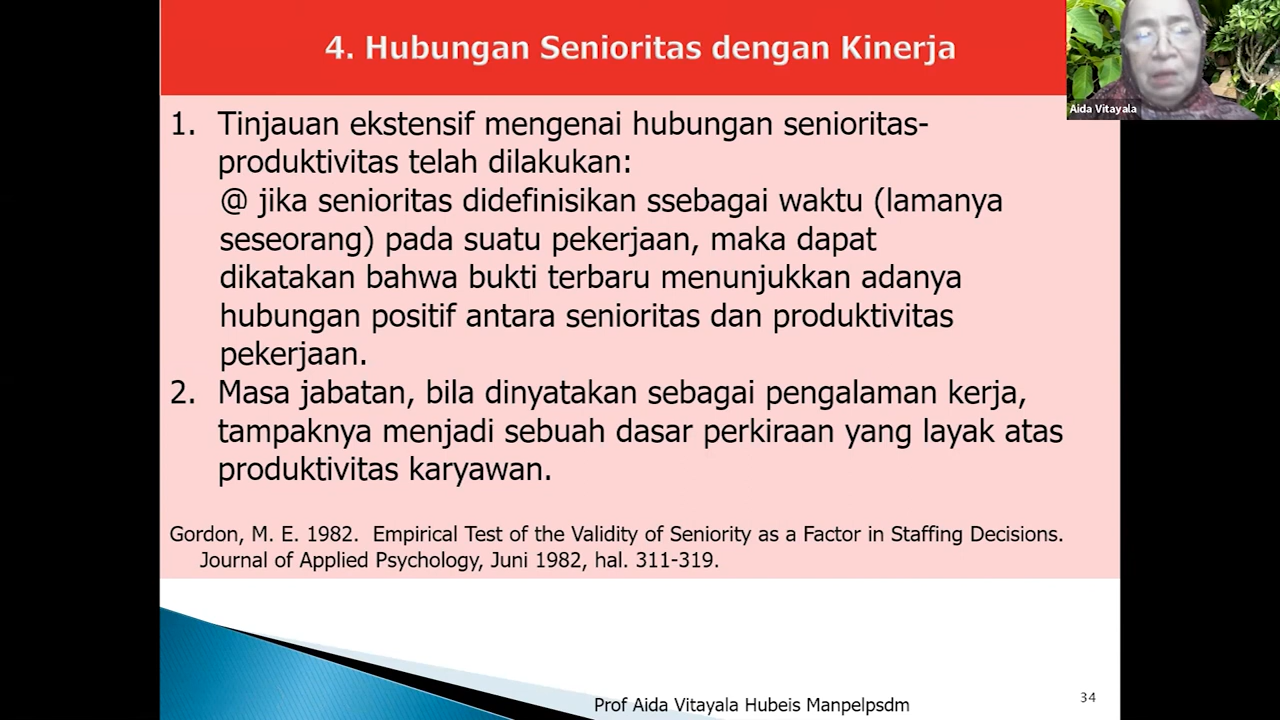 4. Hubungan Senioritas dengan Kinerja
Aida Vitayala
1. Tinjauan ekstensif mengenai hubungan senioritas-
produktivitas telah dilakukan:
@ jika senioritas didefinisikan ssebagai waktu (lamanya
seseorang) pada suatu pekerjaan, maka dapat
dikatakan bahwa bukti terbaru menunjukkan adanya
hubungan positif antara senioritas dan produktivitas
pekerjaan.
2. Masa jabatan, bila dinyatakan sebagai pengalaman kerja,
tampaknya menjadi sebuah dasar perkiraan yang layak atas
produktivitas karyawan.
Gordon, M. E. 1982. Empirical Test of the Validity of Seniority as a Factor in Staffing Decisions.
Journal of Applied Psychology, Juni 1982, hal. 311-319.
Prof Aida Vitayala Hubeis Manpelpsdm
34